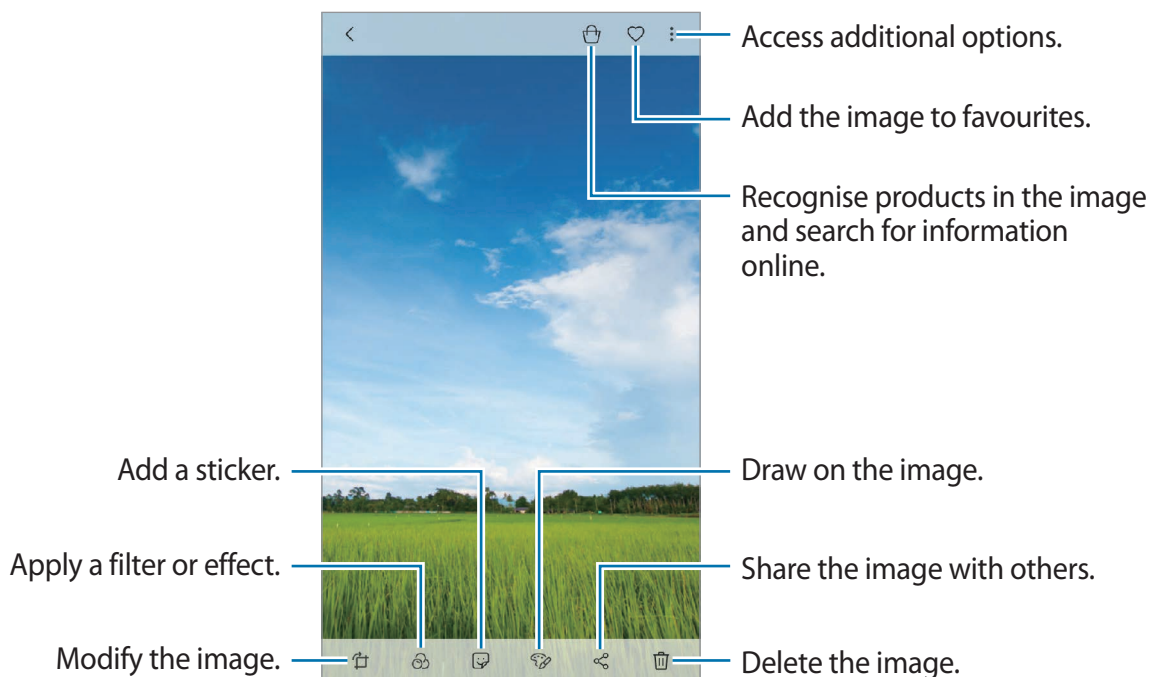 Access additional options.
Add the image to favourites.
Recognise products in the image
and search for information
online.
Add a sticker.
Draw on the image.
Apply a filter or effect.
Share the image with others.
Modify the image.
Delete the image.